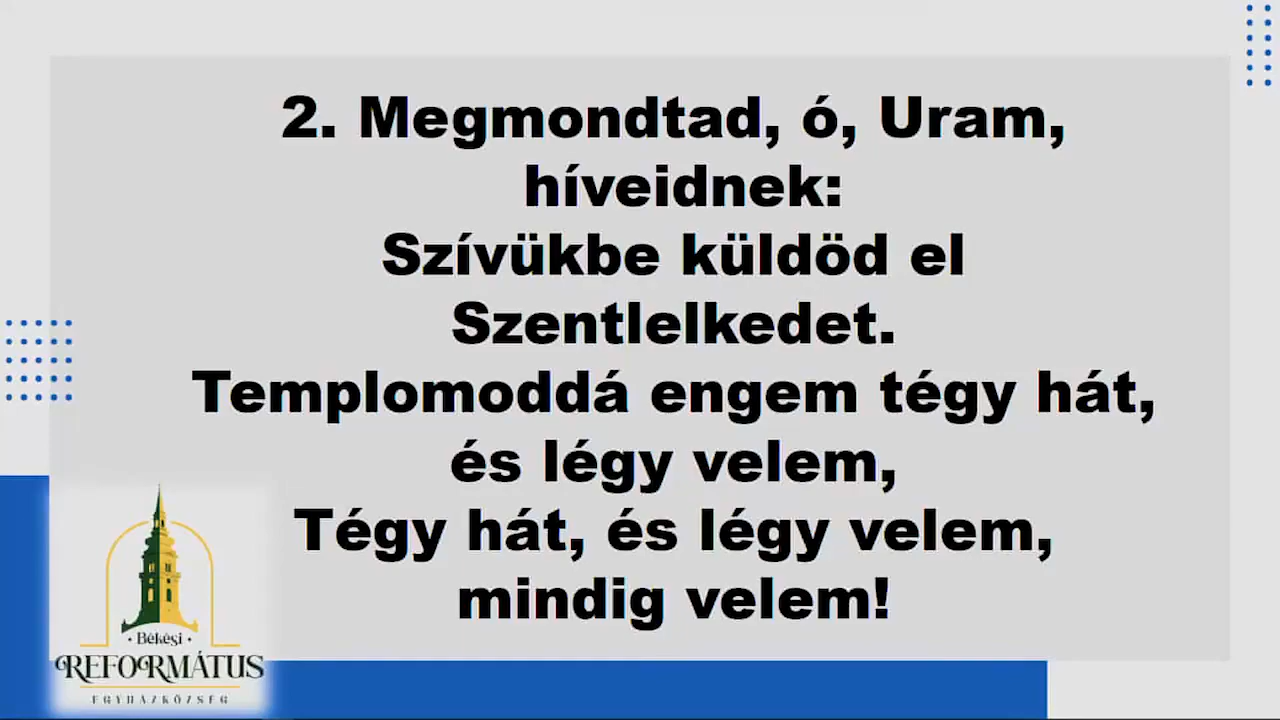 2. Megmondtad, ó, Uram,
híveidnek:
Szívükbe küldöd el
Szentlelkedet.
Templomoddá engem tégy hát,
és légy velem,
Tégy hát, és légy velem,
mindig velem!
• Békési •
REFORMÁTUS
EGYHÁZKÖZSÉG